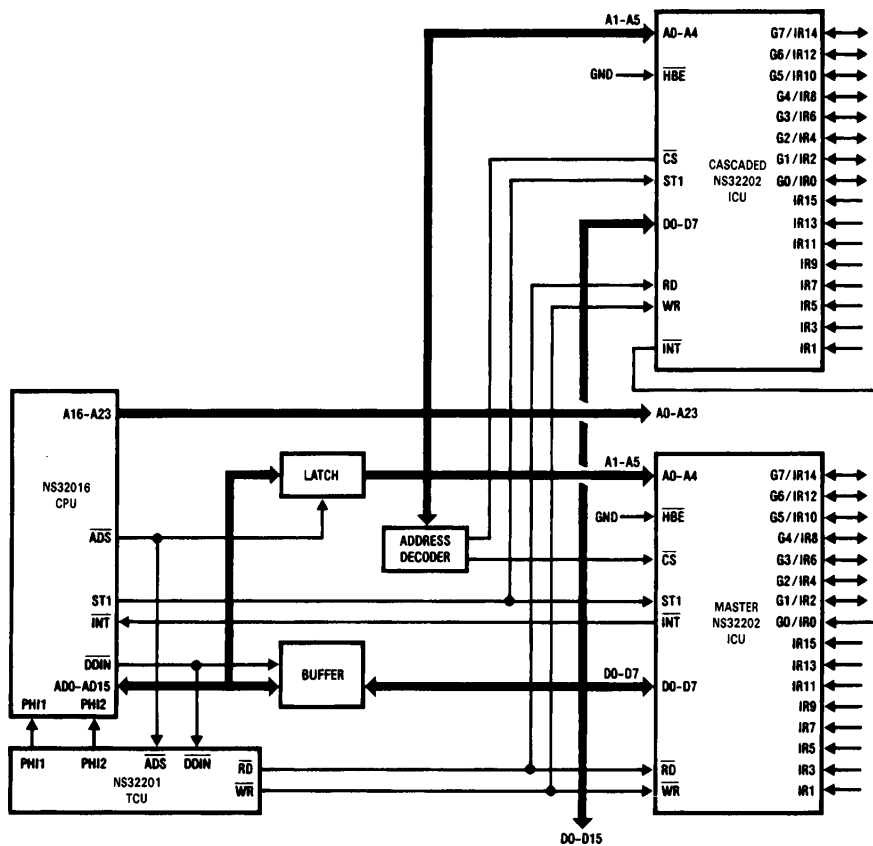 A1-A5
A0-A4
G7/IR14
G6/IR12
GND
HBE
G5/IR10
G4/IR8
G3/IR6
G2/IR4
CS
CASCADED
G1/IR2
ST1
NS32202
G0/IR0
ICU
IR15
D0-D7
IR13
IR11
IR9
RD
IR7
WR
IR5
IR3
INT
IR1
A16-A23
A0-A23
A1-A5
LATCH
A0-A4
G7/IR14
NS32016
CPU
G6/IR12
GND
HBE
G5/IR10
ADS
ADDRESS
DECODER
G4/IR8
CS
G3/IR6
G2/IR4
ST1
ST1
MASTER
G1/IR2
INT
INT
NS32202
G0/IR0
ICU
IR15
DDIN
BUFFER
IR13
AD0-AD15
D0-D7
D0-D7
IR11
PHI1
PHI2
IR9
IR7
IR5
PHI1
PHI2
ADS
DDIN
RD
RD
IR3
NS32201
TCU
WR
WR
IR1
D0-D15